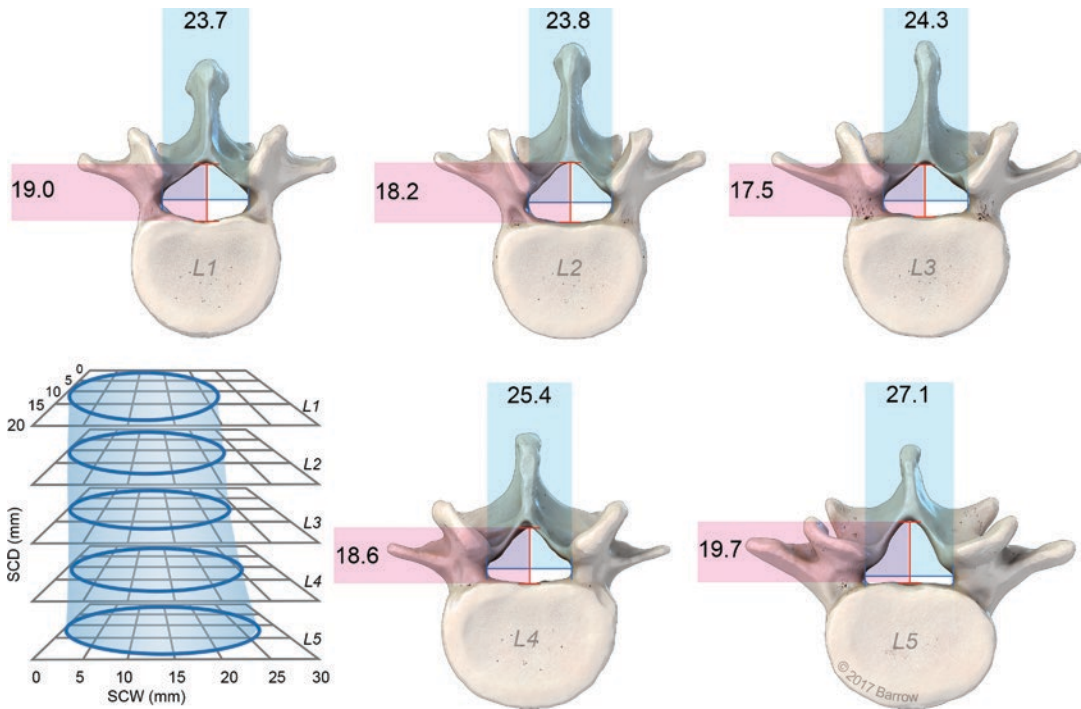 23.7
23.8
24.3
19.0
18.2
17.5
L1
L2
L3
0
5
10
15
20
L1
L2
L3
L4
L5
SCD (mm)
0 5 10 15 20 25 30
SCW (mm)
25.4
27.1
18.6
19.7
L4
L5
© 2017 Barrow